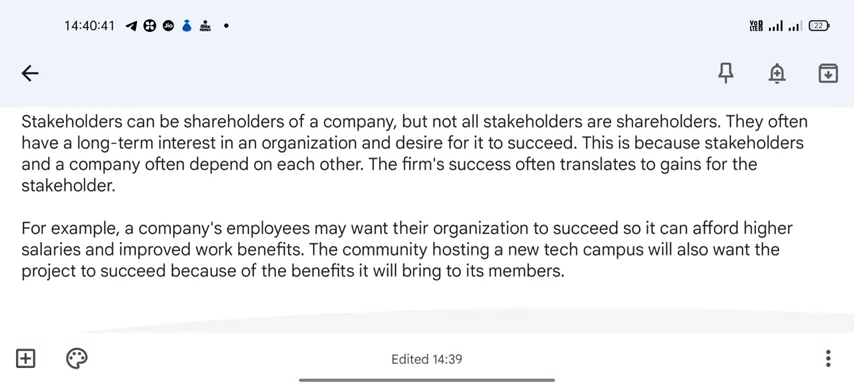 14:40:41
Jio
VoD
LTE 22
Stakeholders can be shareholders of a company, but not all stakeholders are shareholders. They often
have a long-term interest in an organization and desire for it to succeed. This is because stakeholders
and a company often depend on each other. The firm's success often translates to gains for the
stakeholder.
For example, a company's employees may want their organization to succeed so it can afford higher
salaries and improved work benefits. The community hosting a new tech campus will also want the
project to succeed because of the benefits it will bring to its members.
Edited 14:39